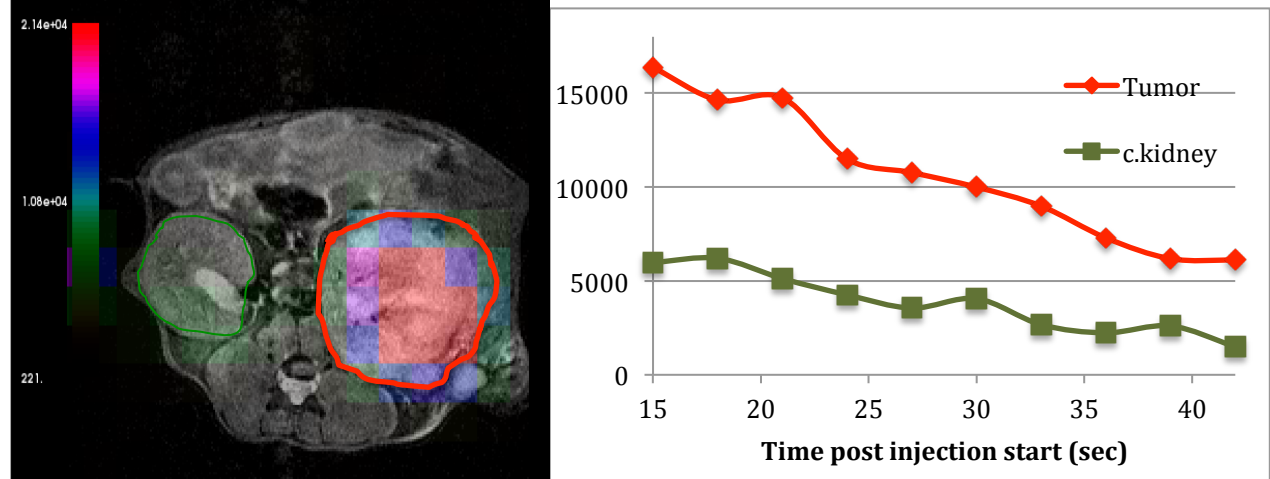 2.14e+04
1.08e+04
221.
15000
10000
5000
0
Tumor
c.kidney
15 20 25 30 35 40
Time post injection start (sec)